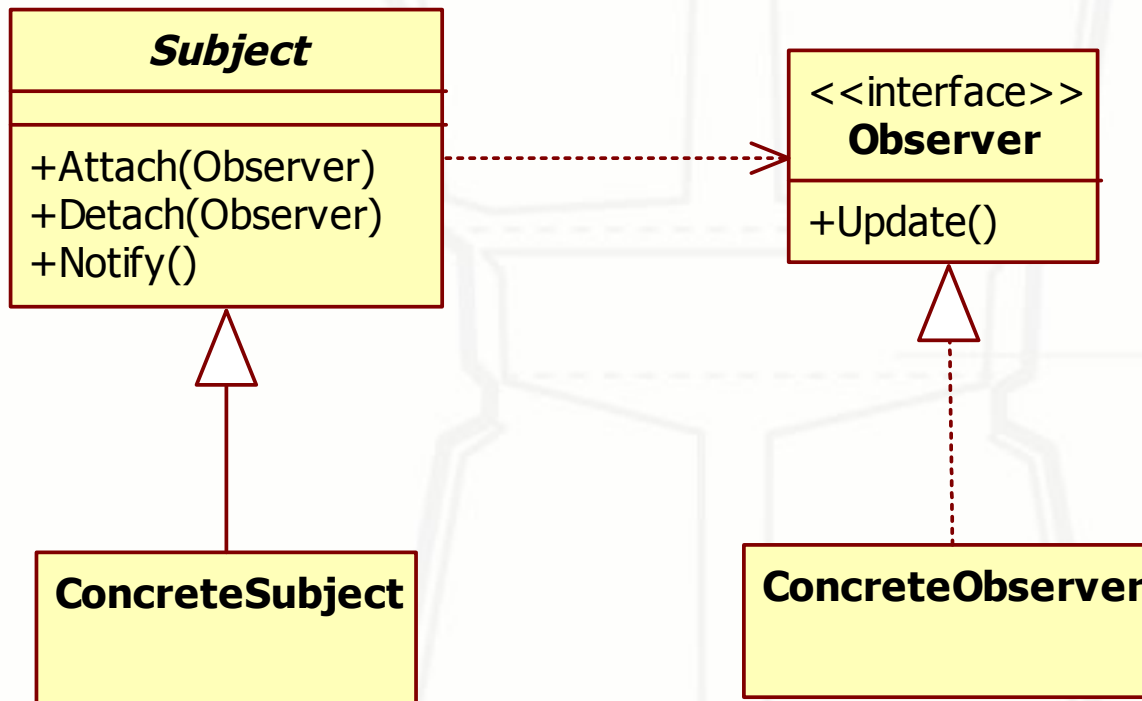 Subject
+Attach(Observer)
+Detach(Observer)
+Notify()
<<interface>>
Observer
+Update()
ConcreteSubject
ConcreteObserver